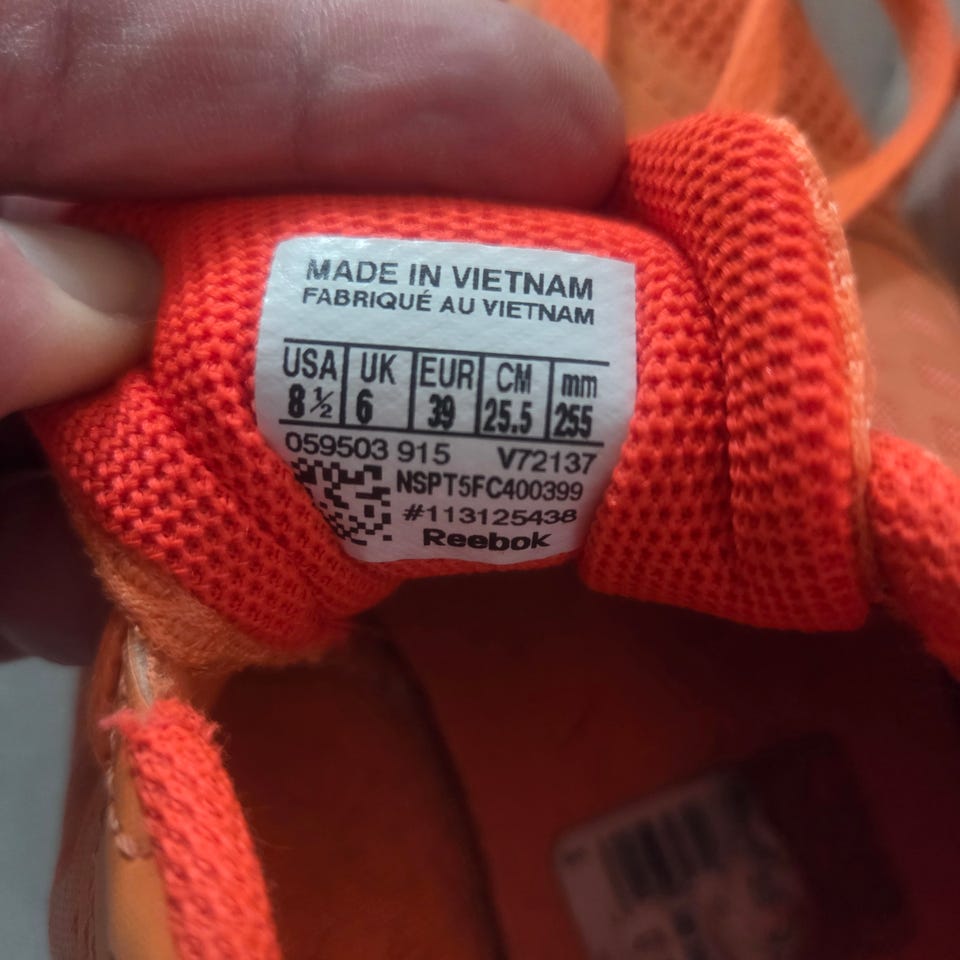 MADE IN VIETNAM
FABRIQUÉ AU VIETNAM
USA UK EUR CM mm
8½ 6 39 25.5 255
059503 915 V72137
NSPT5FC400399
#113125438
Reebok